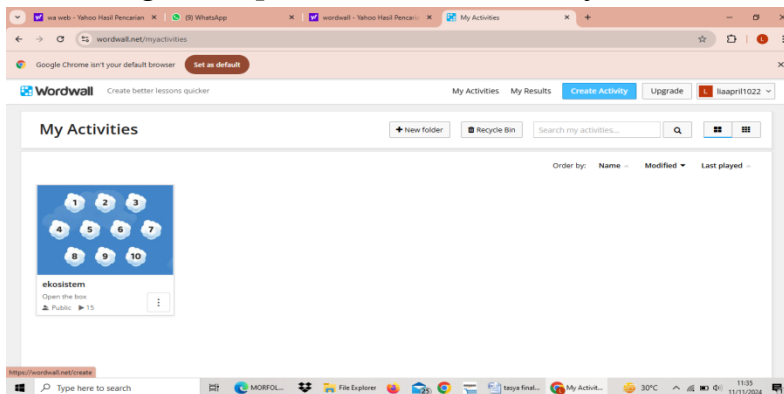 wa web - Yahoo Hasil Pencarian
(9) WhatsApp
wordwall - Yahoo Hasil Pencari
My Activities
wordwall.net/myactivities
Google Chrome isn't your default browser Set as default
Wordwall Create better lessons quicker My Activities My Results Create Activity Upgrade L liaapril1022
My Activities + New folder Recycle Bin Search my activities...
Order by: Name Modified Last played
1 2 3
4 5 6 7
8 9 10
ekosistem
Open the box
Public 15
https://wordwall.net/create
Type here to search MORFOL... File Explorer 25 tasya final... My Activit... 30°C 11:35
11/11/2024